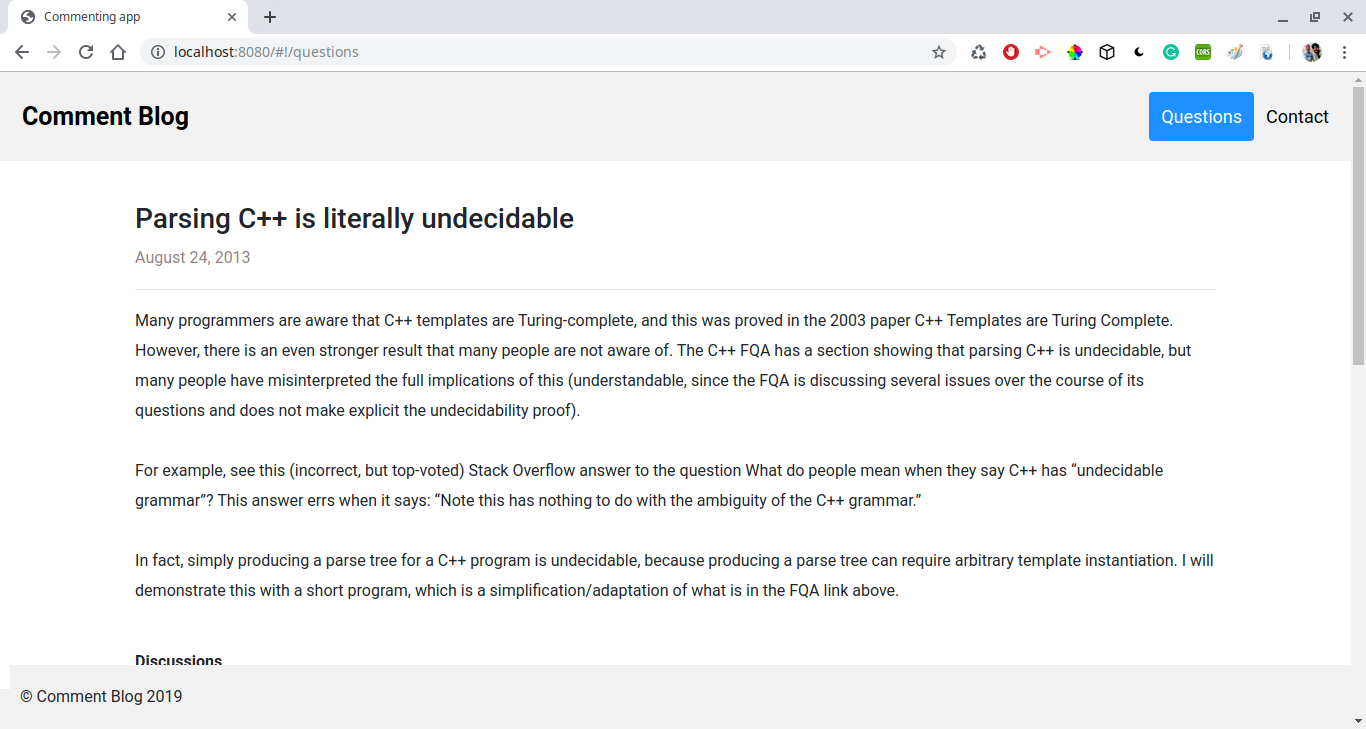 Commenting app
localhost:8080/#!/questions
CORS
Comment Blog
Questions
Contact
Parsing C++ is literally undecidable
August 24, 2013
Many programmers are aware that C++ templates are Turing-complete, and this was proved in the 2003 paper C++ Templates are Turing Complete.
However, there is an even stronger result that many people are not aware of. The C++ FQA has a section showing that parsing C++ is undecidable, but
many people have misinterpreted the full implications of this (understandable, since the FQA is discussing several issues over the course of its
questions and does not make explicit the undecidability proof).
For example, see this (incorrect, but top-voted) Stack Overflow answer to the question What do people mean when they say C++ has “undecidable
grammar”? This answer errs when it says: “Note this has nothing to do with the ambiguity of the C++ grammar.”
In fact, simply producing a parse tree for a C++ program is undecidable, because producing a parse tree can require arbitrary template instantiation. I will
demonstrate this with a short program, which is a simplification/adaptation of what is in the FQA link above.
Discussions
© Comment Blog 2019